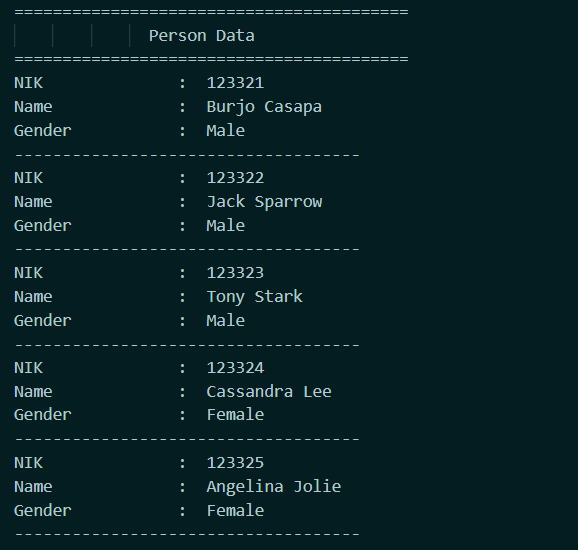 =========================================
Person Data
=========================================
NIK : 123321
Name : Burjo Casapa
Gender : Male
------------------------------------
NIK : 123322
Name : Jack Sparrow
Gender : Male
------------------------------------
NIK : 123323
Name : Tony Stark
Gender : Male
------------------------------------
NIK : 123324
Name : Cassandra Lee
Gender : Female
------------------------------------
NIK : 123325
Name : Angelina Jolie
Gender : Female
------------------------------------